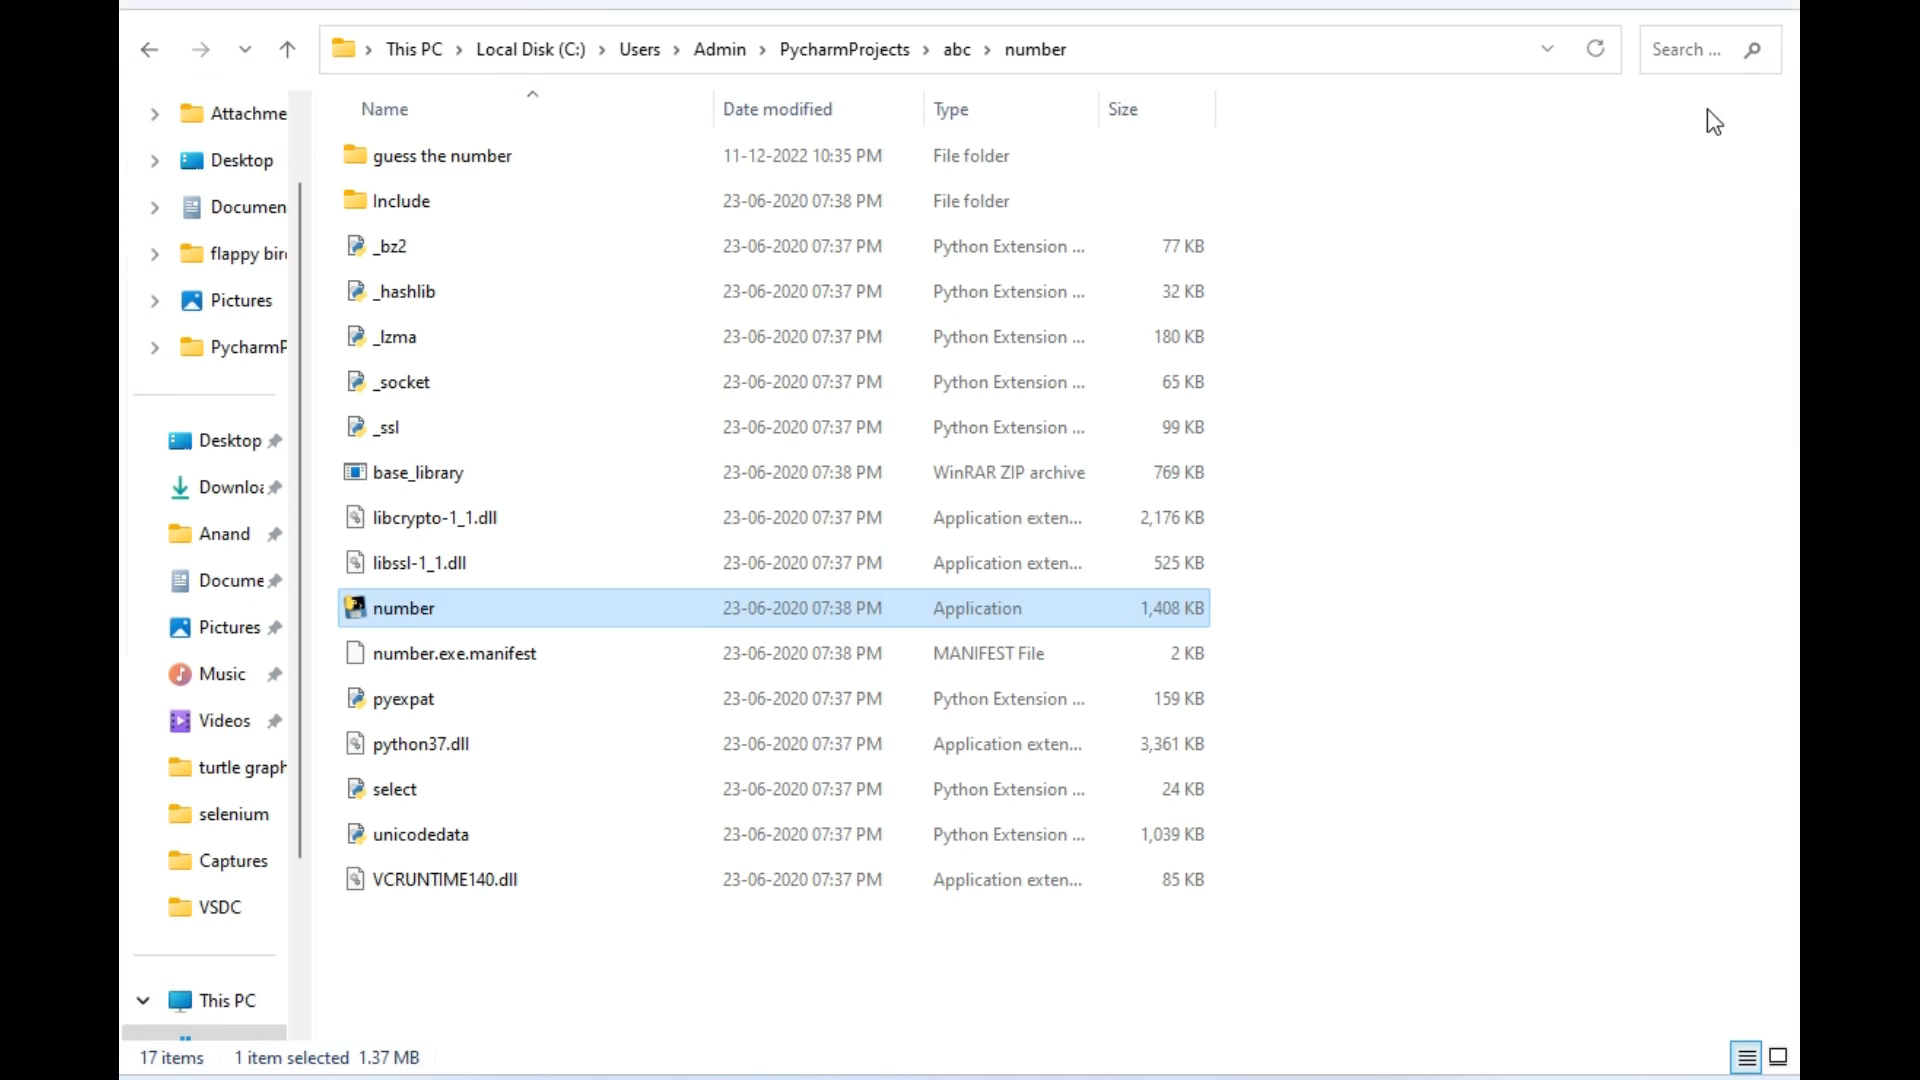 This PC > Local Disk (C:) > Users > Admin > PycharmProjects > abc > number
Search ...
Name Date modified Type Size
guess the number 11-12-2022 10:35 PM File folder
Include 23-06-2020 07:38 PM File folder
_bz2 23-06-2020 07:37 PM Python Extension ... 77 KB
_hashlib 23-06-2020 07:37 PM Python Extension ... 32 KB
_lzma 23-06-2020 07:37 PM Python Extension ... 180 KB
_socket 23-06-2020 07:37 PM Python Extension ... 65 KB
_ssl 23-06-2020 07:37 PM Python Extension ... 99 KB
base_library 23-06-2020 07:38 PM WinRAR ZIP archive 769 KB
libcrypto-1_1.dll 23-06-2020 07:37 PM Application exten... 2,176 KB
libssl-1_1.dll 23-06-2020 07:37 PM Application exten... 525 KB
number 23-06-2020 07:38 PM Application 1,408 KB
number.exe.manifest 23-06-2020 07:38 PM MANIFEST File 2 KB
pyexpat 23-06-2020 07:37 PM Python Extension ... 159 KB
python37.dll 23-06-2020 07:37 PM Application exten... 3,361 KB
select 23-06-2020 07:37 PM Python Extension ... 24 KB
unicodedata 23-06-2020 07:37 PM Python Extension ... 1,039 KB
VCRUNTIME140.dll 23-06-2020 07:37 PM Application exten... 85 KB
Attachme
Desktop
Documen
flappy bir
Pictures
PycharmP
Desktop
Downloa
Anand
Docume
Pictures
Music
Videos
turtle graph
selenium
Captures
VSDC
This PC
17 items 1 item selected 1.37 MB